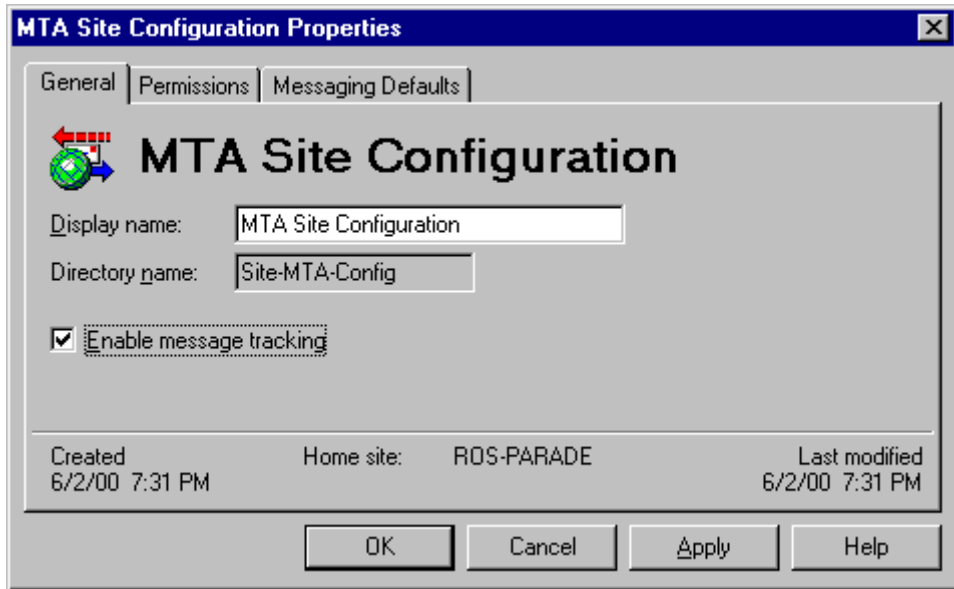 MTA Site Configuration Properties
General Permissions Messaging Defaults
MTA Site Configuration
Display name: MTA Site Configuration
Directory name: Site-MTA-Config
Enable message tracking
Created Home site: ROS-PARADE Last modified
6/2/00 7:31 PM 6/2/00 7:31 PM
OK Cancel Apply Help